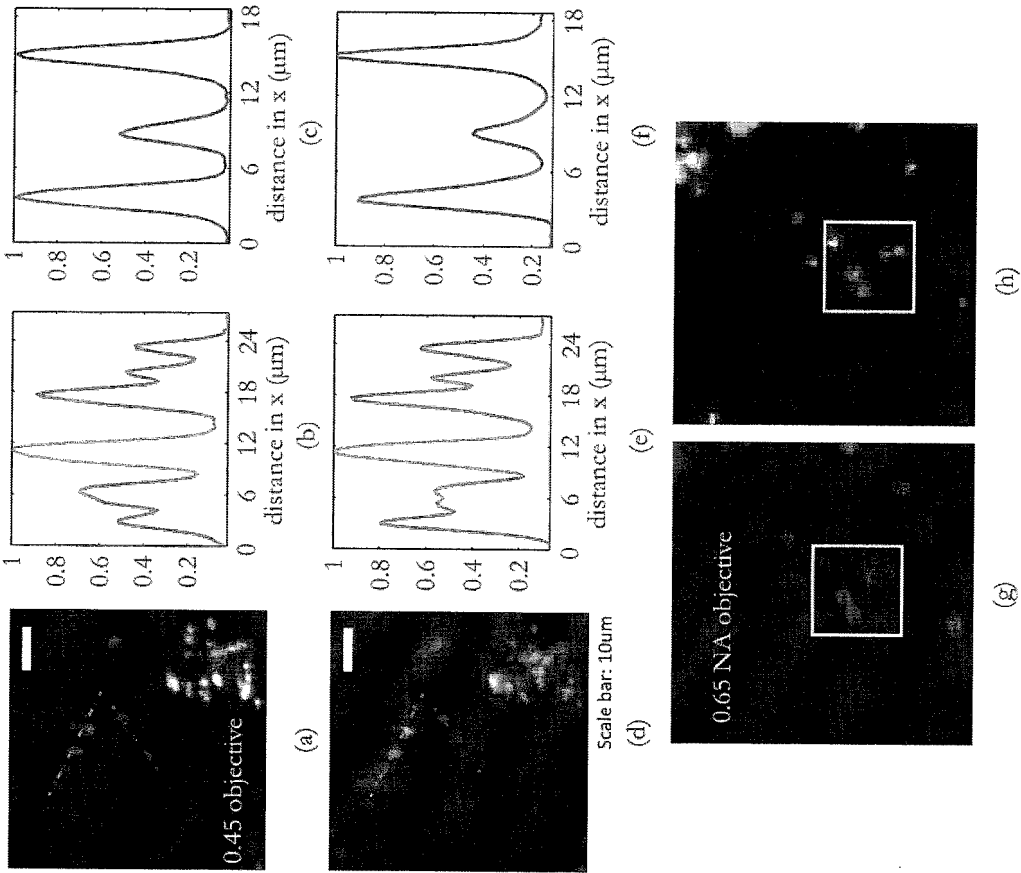 0.45 objective
(a)
1
0.8
0.6
0.4
0.2
0 6 12 18 24
distance in x (μm)
(b)
1
0.8
0.6
0.4
0.2
0 6 12 18
distance in x (μm)
(c)
Scale bar: 10um
(d)
1
0.8
0.6
0.4
0.2
0 6 12 18 24
distance in x (μm)
(e)
1
0.8
0.6
0.4
0.2
0 6 12 18
distance in x (μm)
(f)
0.65 NA objective
(g)
(h)